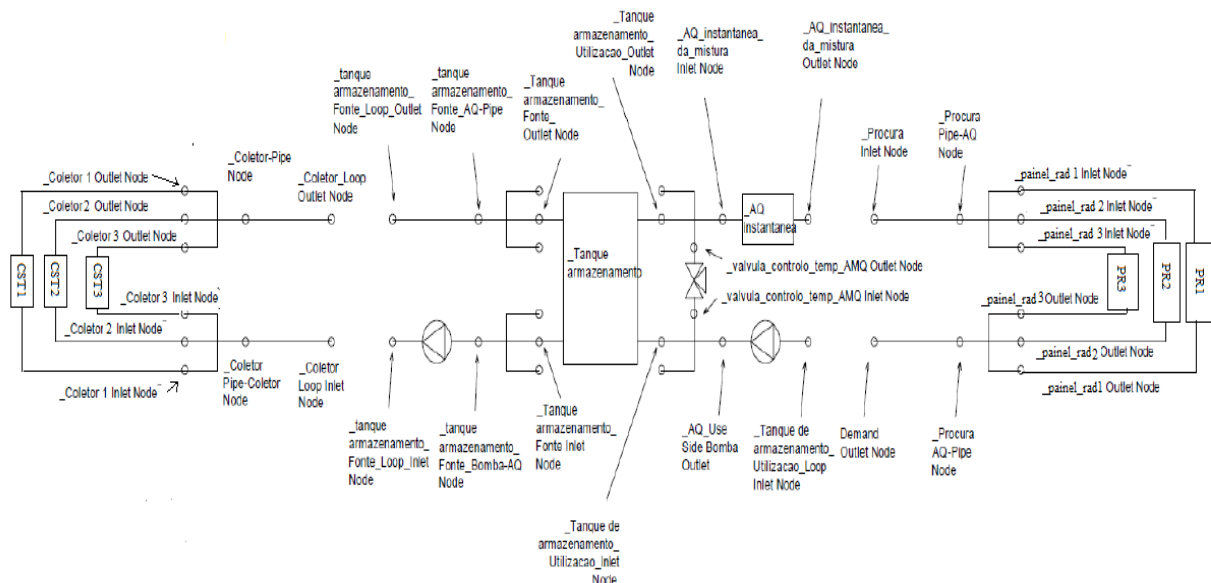 _Tanque
armazenamento_
Utilizacao_Outlet
Node
_AQ_instantanea_
da_mistura
Inlet Node
_AQ_instantanea_
da_mistura
Outlet Node
_tanque
armazenamento_
Fonte_Loop_Outlet
Node
_tanque
armazenamento_
Fonte_AQ-Pipe
Node
_Tanque
armazenamento_
Fonte_
Outlet Node
_Procura
Inlet Node
_Procura
Pipe-AQ
Node
_Coletor 1 Outlet Node
_Coletor-Pipe
Node
_Coletor_Loop
Outlet Node
_Coletor 2 Outlet Node
_Coletor 3 Outlet Node
_painel_rad 1 Inlet Node
_painel_rad 2 Inlet Node
_painel_rad 3 Inlet Node
_AQ
instantanea
_Tanque
armazenamento
_valvula_controlo_temp_AMQ Outlet Node
_valvula_controlo_temp_AMQ Inlet Node
CST1
CST2
CST3
PR3
PR2
PR1
_Coletor 3 Inlet Node
_Coletor 2 Inlet Node
_Coletor 1 Inlet Node
_painel_rad3 Outlet Node
_painel_rad2 Outlet Node
_painel_rad1 Outlet Node
_Coletor
Pipe-Coletor
Node
_Coletor
Loop Inlet
Node
_tanque
armazenamento_
Fonte_Loop_Inlet
Node
_tanque
armazenamento_
Fonte_Bomba-AQ
Node
_Tanque
armazenamento_
Fonte Inlet
Node
_AQ_Use
Side Bomba
Outlet
_Tanque de
armazenamento_
Utilização_Loop
Inlet Node
Demand
Outlet Node
_Procura
AQ-Pipe
Node
_Tanque de
armazenamento_
Utilizacao_Inlet
Node